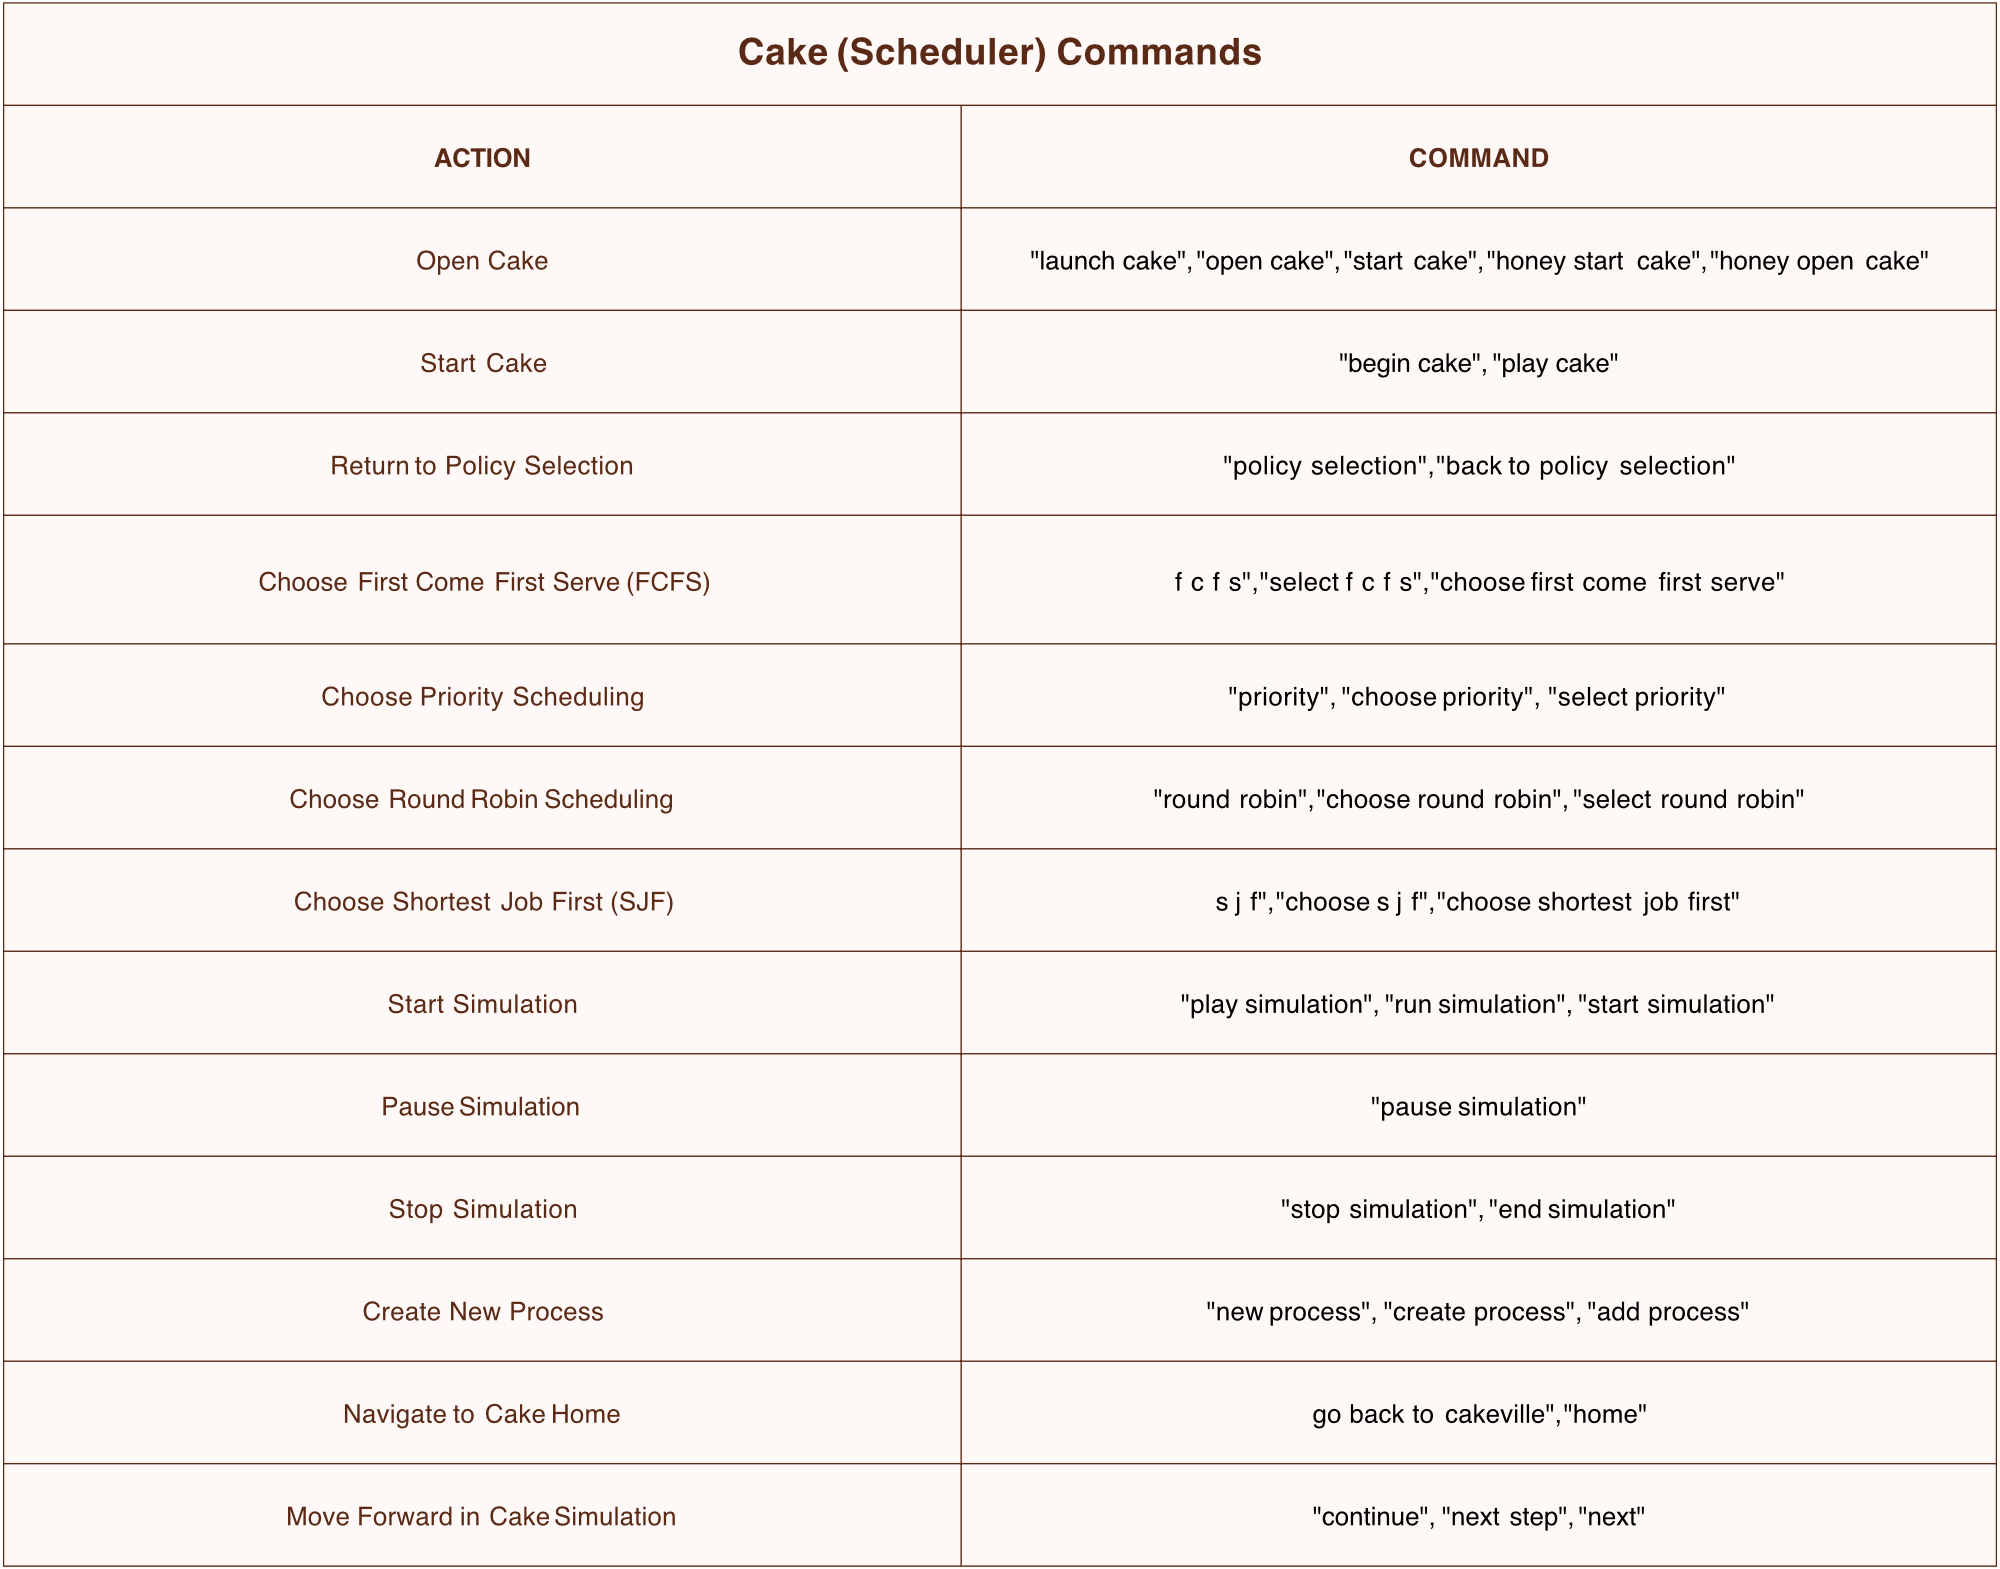 Cake (Scheduler) Commands
ACTION COMMAND
Open Cake "launch cake","open cake","start cake","honey start cake","honey open cake"
Start Cake "begin cake", "play cake"
Return to Policy Selection "policy selection","back to policy selection"
Choose First Come First Serve (FCFS) f c f s","select f c f s","choose first come first serve"
Choose Priority Scheduling "priority", "choose priority", "select priority"
Choose Round Robin Scheduling "round robin","choose round robin", "select round robin"
Choose Shortest Job First (SJF) s j f","choose s j f","choose shortest job first"
Start Simulation "play simulation", "run simulation", "start simulation"
Pause Simulation "pause simulation"
Stop Simulation "stop simulation", "end simulation"
Create New Process "new process", "create process", "add process"
Navigate to Cake Home go back to cakeville","home"
Move Forward in Cake Simulation "continue", "next step", "next"